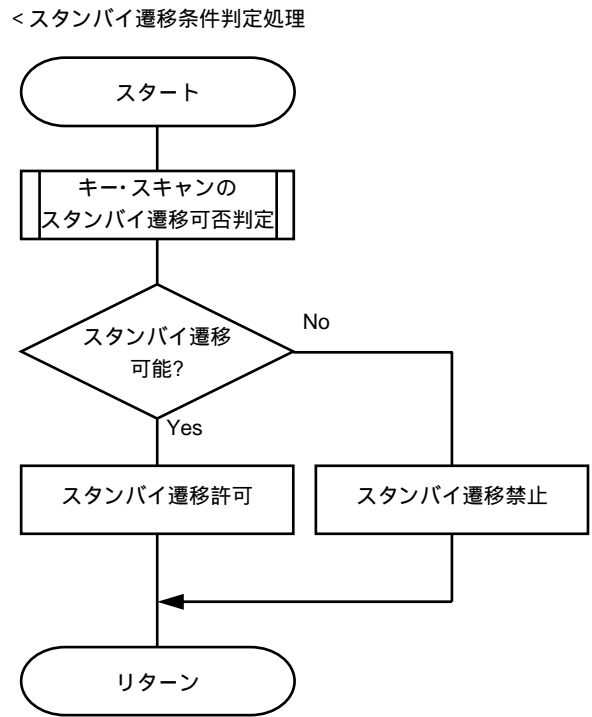 <スタンバイ遷移条件判定処理
スタート
キー・スキャンの
スタンバイ遷移可否判定
スタンバイ遷移
可能?
No
Yes
スタンバイ遷移許可
スタンバイ遷移禁止
リターン